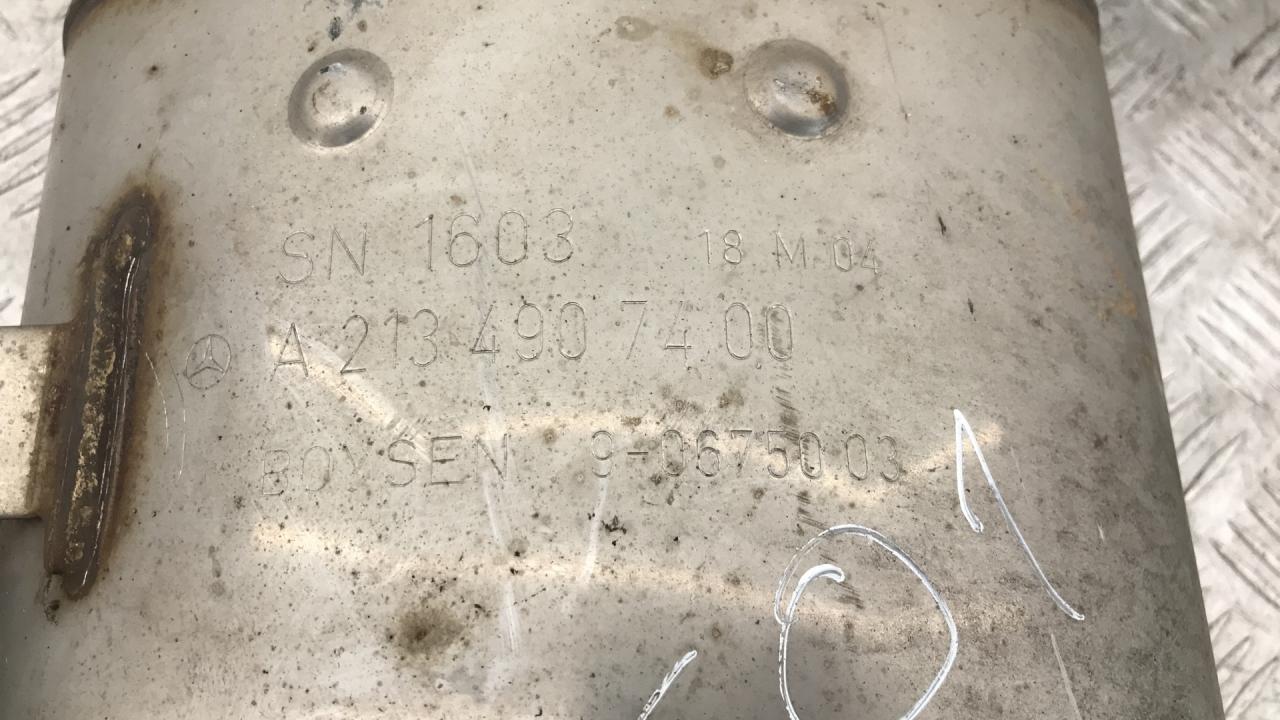 SN 1603 18 M 04
A 213 490 74 00
BOYSEN 9-06750 03